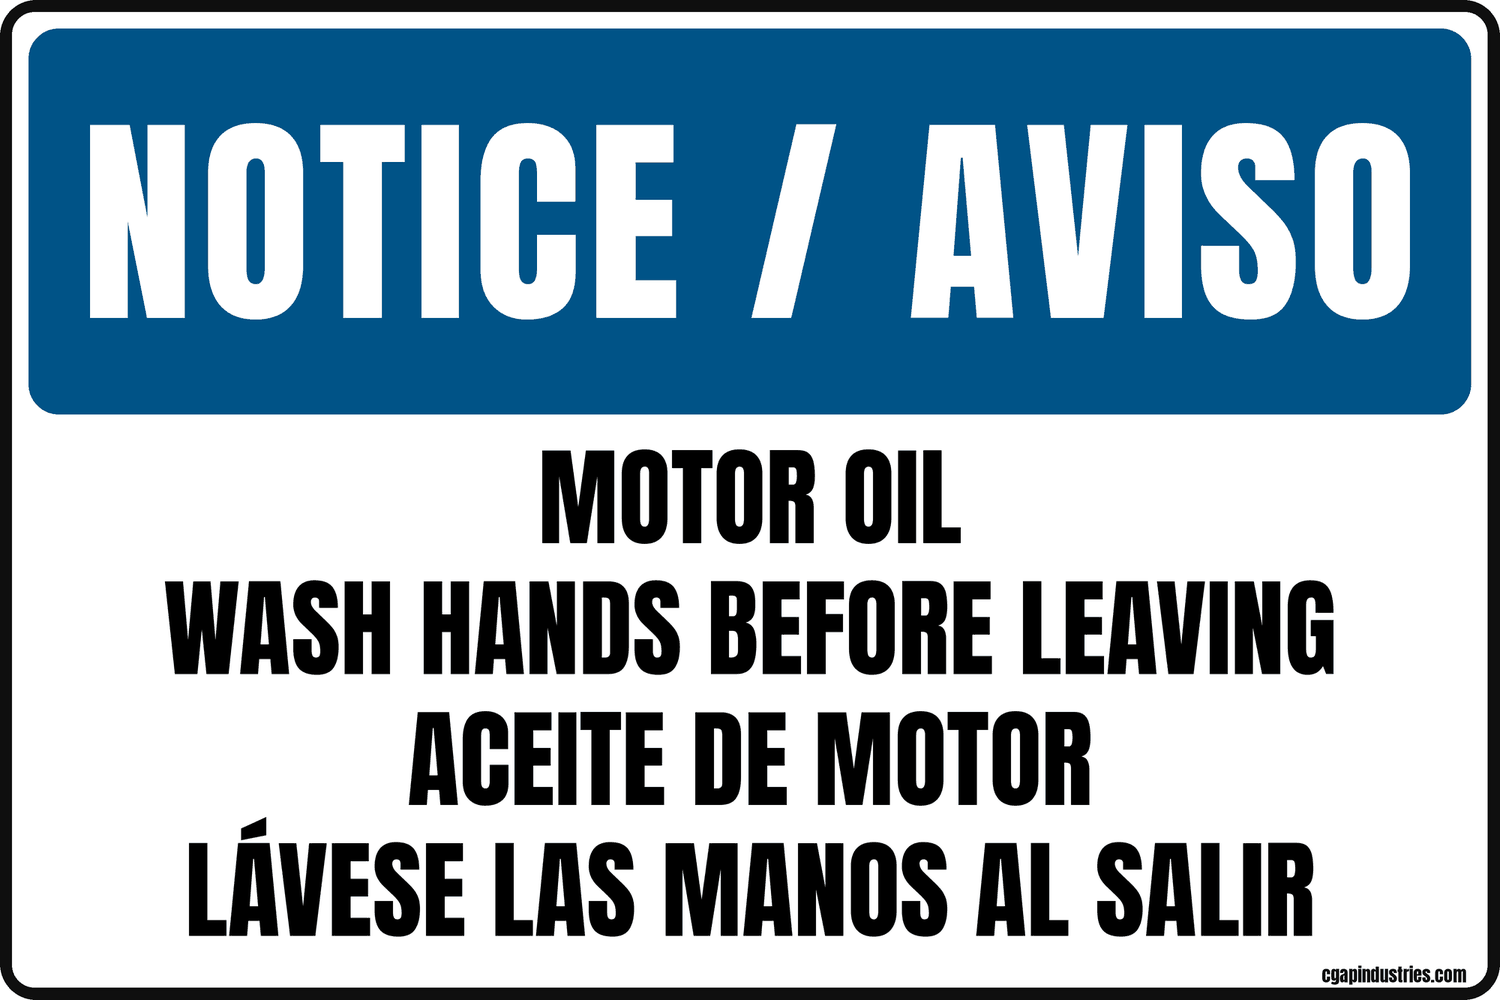 NOTICE / AVISO
MOTOR OIL
WASH HANDS BEFORE LEAVING
ACEITE DE MOTOR
LÁVESE LAS MANOS AL SALIR
cgapindustries.com